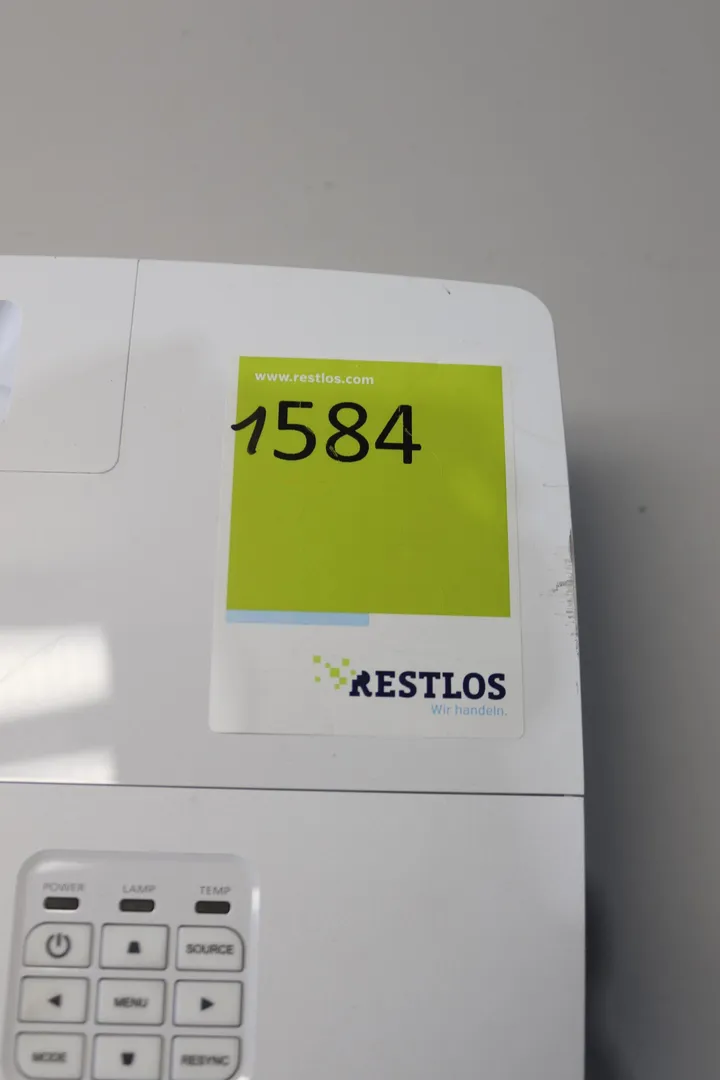 www.restlos.com
1584
RESTLOS
Wir handeln.
POWER LAMP TEMP
SOURCE
MENU
MODE RESYNC